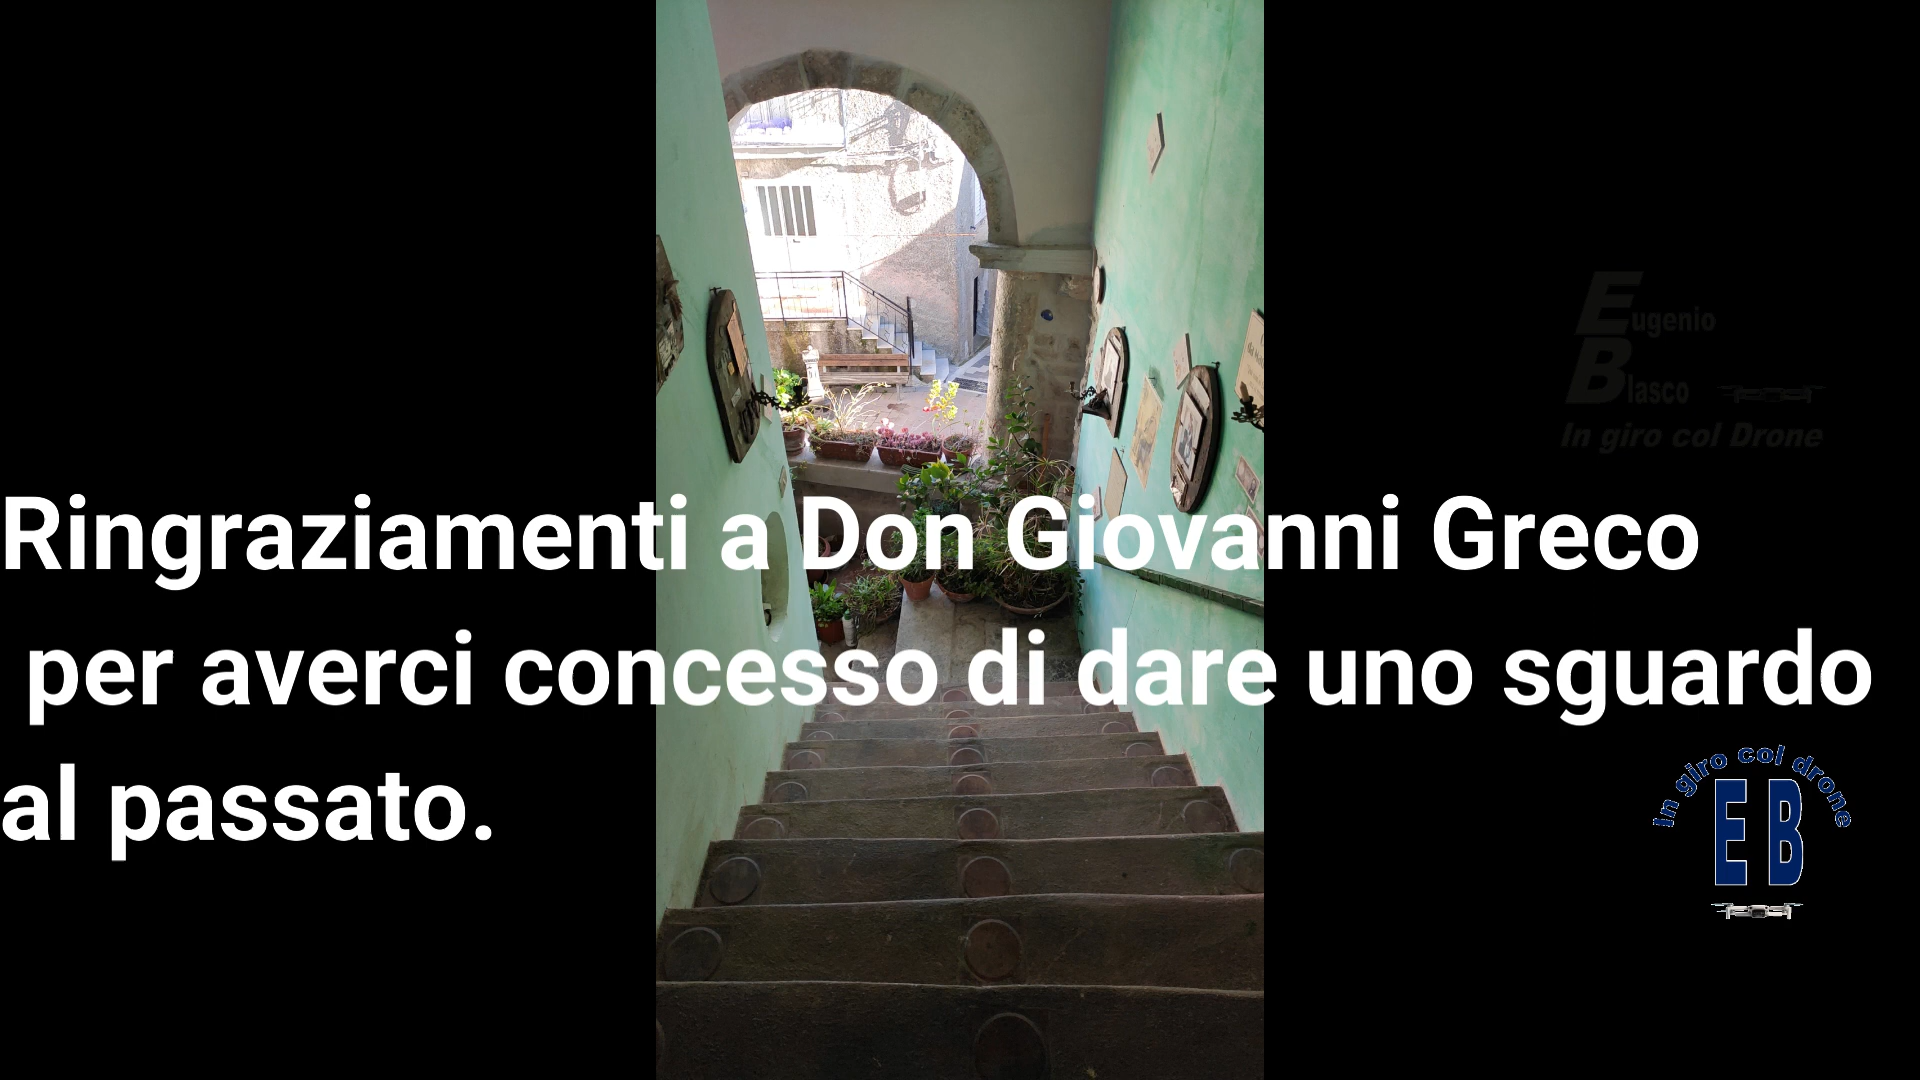 Eugenio
Blasco
In giro col Drone
Ringraziamenti a Don Giovanni Greco
per averci concesso di dare uno sguardo
al passato.
In giro col drone
E B